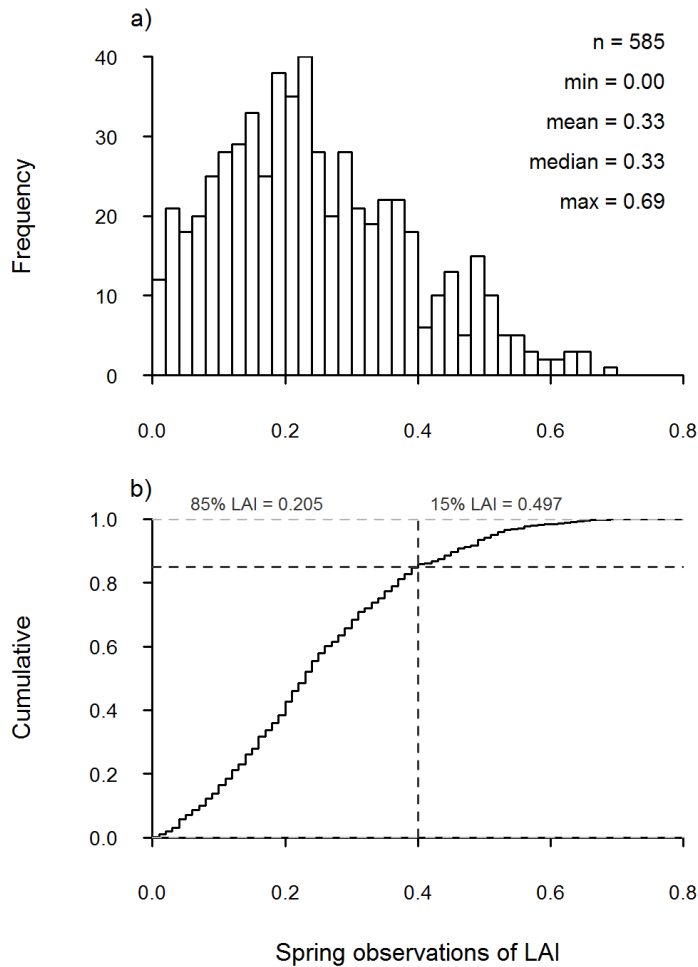 a)
n = 585
min = 0.00
mean = 0.33
median = 0.33
max = 0.69
Frequency
40
30
20
10
0
0.0 0.2 0.4 0.6 0.8
b)
85% LAI = 0.205 15% LAI = 0.497
Cumulative
1.0
0.8
0.6
0.4
0.2
0.0
0.0 0.2 0.4 0.6 0.8
Spring observations of LAI